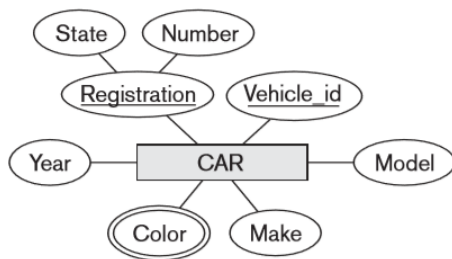 State
Number
Registration
Vehicle_id
Year
CAR
Model
Color
Make